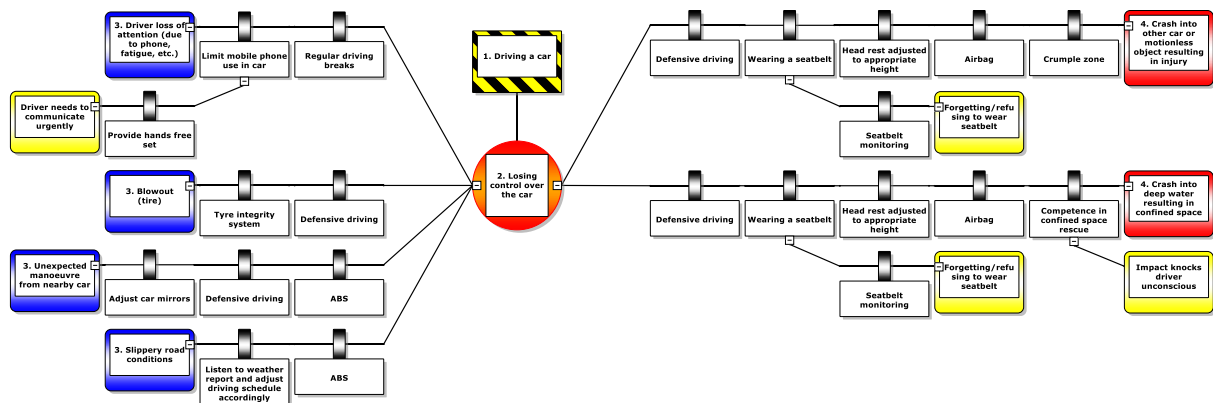 3. Driver loss of
attention (due
to phone,
fatigue, etc.)
Limit mobile phone
use in car
Regular driving
breaks
Driver needs to
communicate
urgently
Provide hands free
set
3. Blowout
(tire)
Tyre integrity
system
Defensive driving
3. Unexpected
manoeuvre
from nearby car
Adjust car mirrors
Defensive driving
ABS
3. Slippery road
conditions
Listen to weather
report and adjust
driving schedule
accordingly
ABS
1. Driving a car
2. Losing
control over
the car
Defensive driving
Wearing a seatbelt
Head rest adjusted
to appropriate
height
Airbag
Crumple zone
4. Crash into
other car or
motionless
object resulting
in injury
Seatbelt
monitoring
Forgetting/refu
sing to wear
seatbelt
Defensive driving
Wearing a seatbelt
Head rest adjusted
to appropriate
height
Airbag
Competence in
confined space
rescue
4. Crash into
deep water
resulting in
confined space
Seatbelt
monitoring
Forgetting/refu
sing to wear
seatbelt
Impact knocks
driver
unconscious